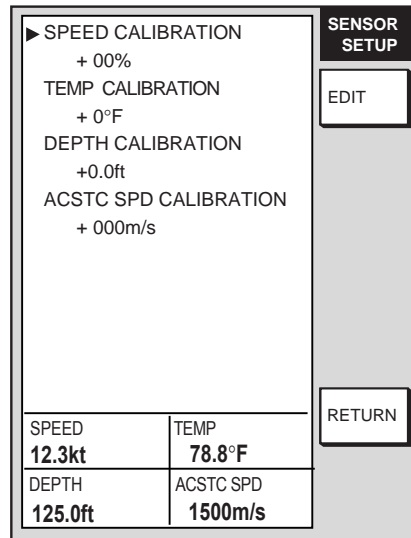 SPEED CALIBRATION
+ 00%
TEMP CALIBRATION
+ 0°F
DEPTH CALIBRATION
+0.0ft
ACSTC SPD CALIBRATION
+ 000m/s
SPEED
12.3kt
TEMP
78.8°F
DEPTH
125.0ft
ACSTC SPD
1500m/s
SENSOR
SETUP
EDIT
RETURN